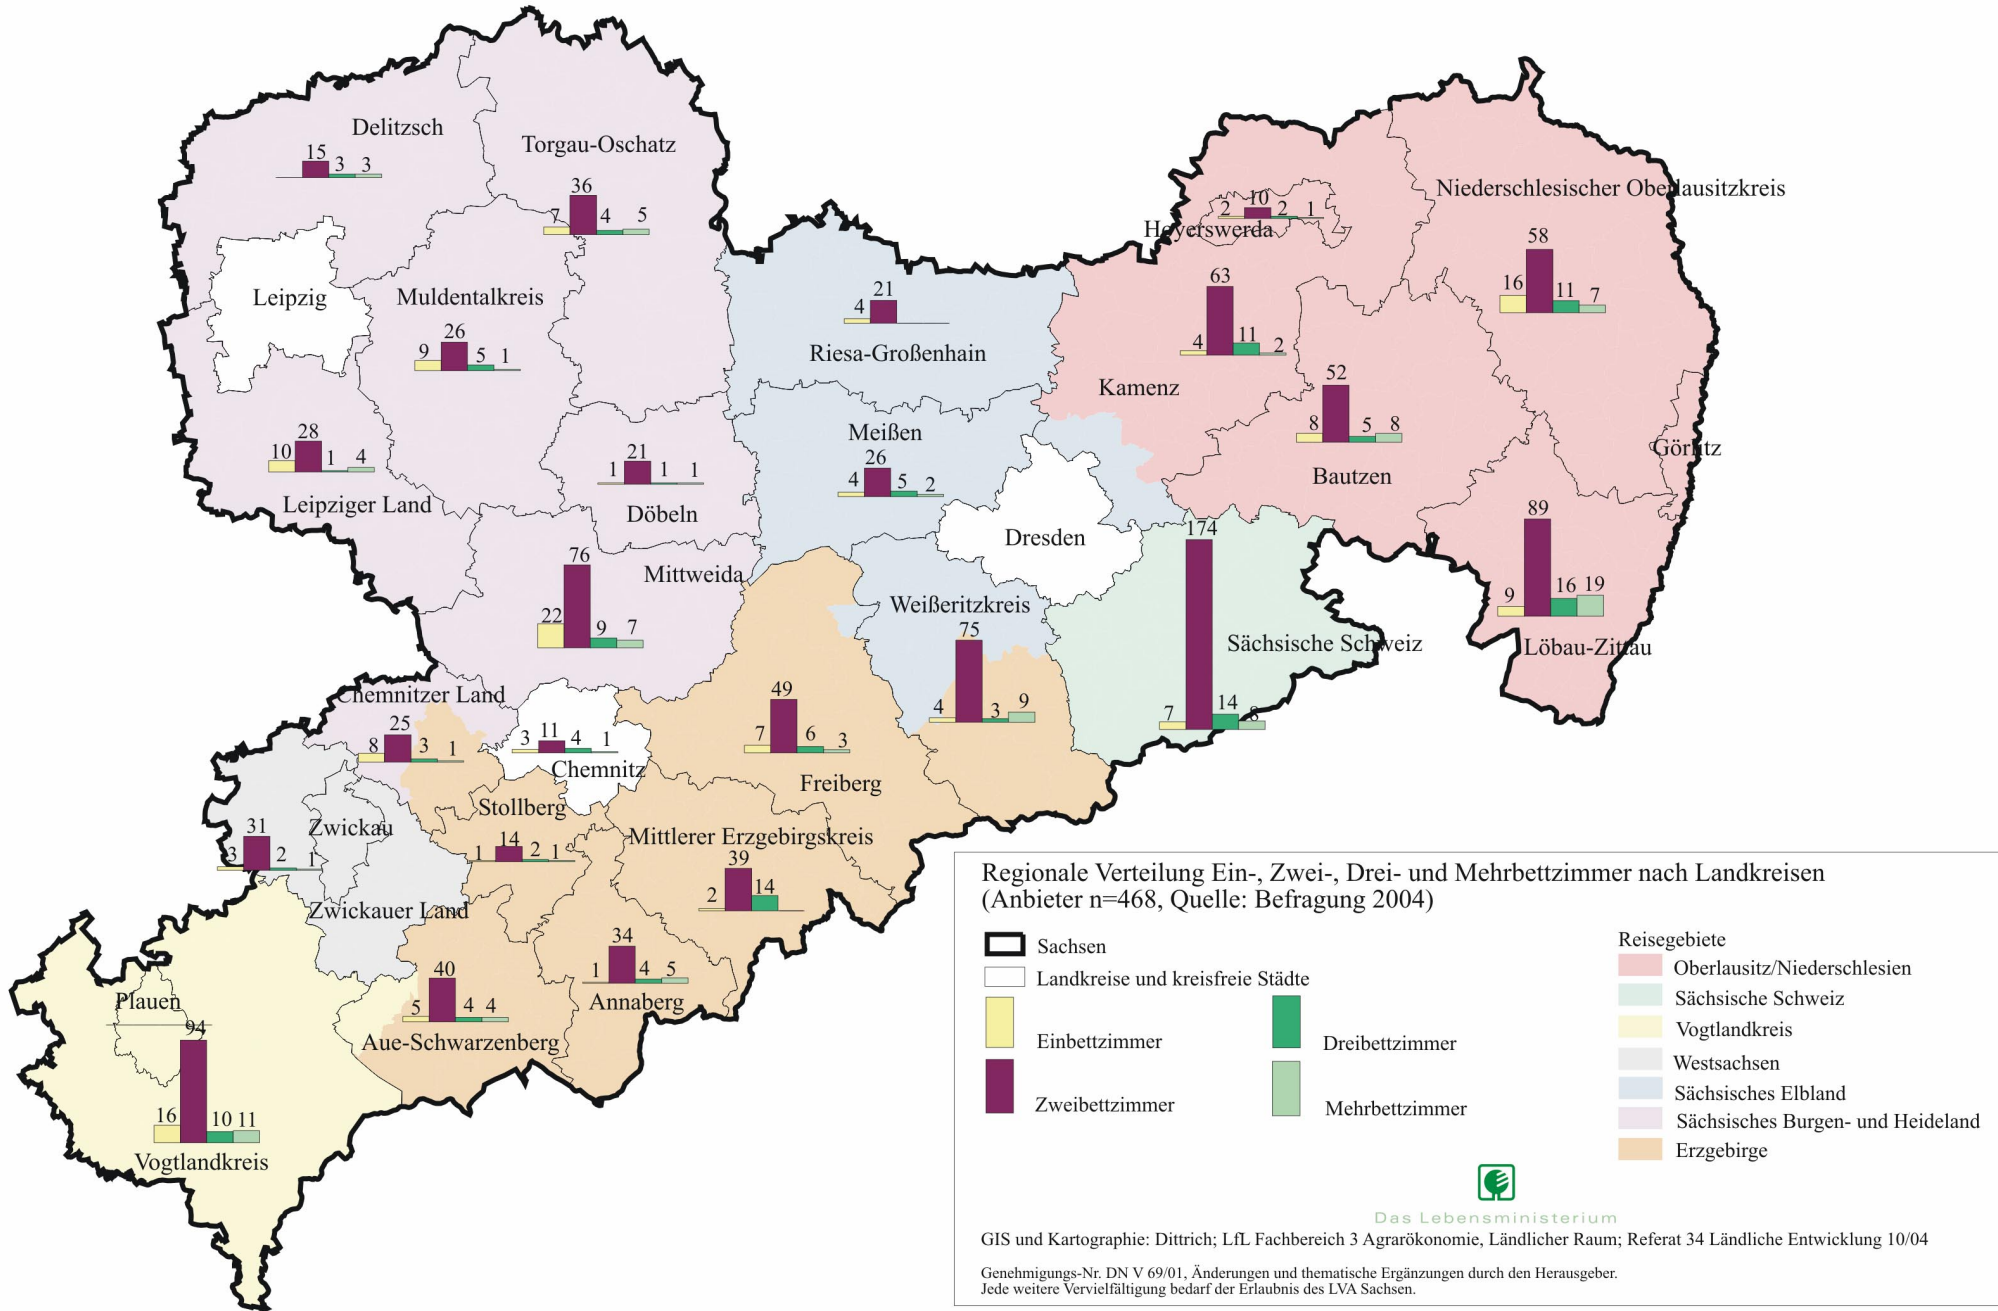 Delitzsch
15 3 3
Torgau-Oschatz
36
7 4 5
Leipzig
Muldentalkreis
26
9 5 1
28
10 1 4
Leipziger Land
21
1 1 1
Döbeln
76
22 9 7
Mittweida
21
4
Riesa-Großenhain
Meißen
26
4 5 2
Dresden
Weißeritzkreis
75
4 3 9
Niederschlesischer Oberlausitzkreis
58
16 11 7
2 10 2 1
Hoyerswerda
63
4 11 2
Kamenz
52
8 5 8
Bautzen
Görlitz
89
9 16 19
Löbau-Zittau
174
Sächsische Schweiz
7 14 8
Chemnitzer Land
25
8 3 1
3 11 4 1
Chemnitz
49
7 6 3
Freiberg
Stollberg
1 14 2 1
Mittlerer Erzgebirgskreis
39
2 14
Zwickau
31
3 2 1
Zwickauer Land
34
1 4 5
Annaberg
40
5 4 4
Aue-Schwarzenberg
Plauen
94
16 10 11
Vogtlandkreis
Regionale Verteilung Ein-, Zwei-, Drei- und Mehrbettzimmer nach Landkreisen
(Anbieter n=468, Quelle: Befragung 2004)
Sachsen
Landkreise und kreisfreie Städte
Einbettzimmer
Zweibettzimmer
Dreibettzimmer
Mehrbettzimmer
Reisegebiete
Oberlausitz/Niederschlesien
Sächsische Schweiz
Vogtlandkreis
Westsachsen
Sächsisches Elbland
Sächsisches Burgen- und Heideland
Erzgebirge
Das Lebensministerium
GIS und Kartographie: Dittrich; LfL Fachbereich 3 Agrarökonomie, Ländlicher Raum; Referat 34 Ländliche Entwicklung 10/04
Genehmigungs-Nr. DN V 69/01, Änderungen und thematische Ergänzungen durch den Herausgeber.
Jede weitere Vervielfältigung bedarf der Erlaubnis des LVA Sachsen.